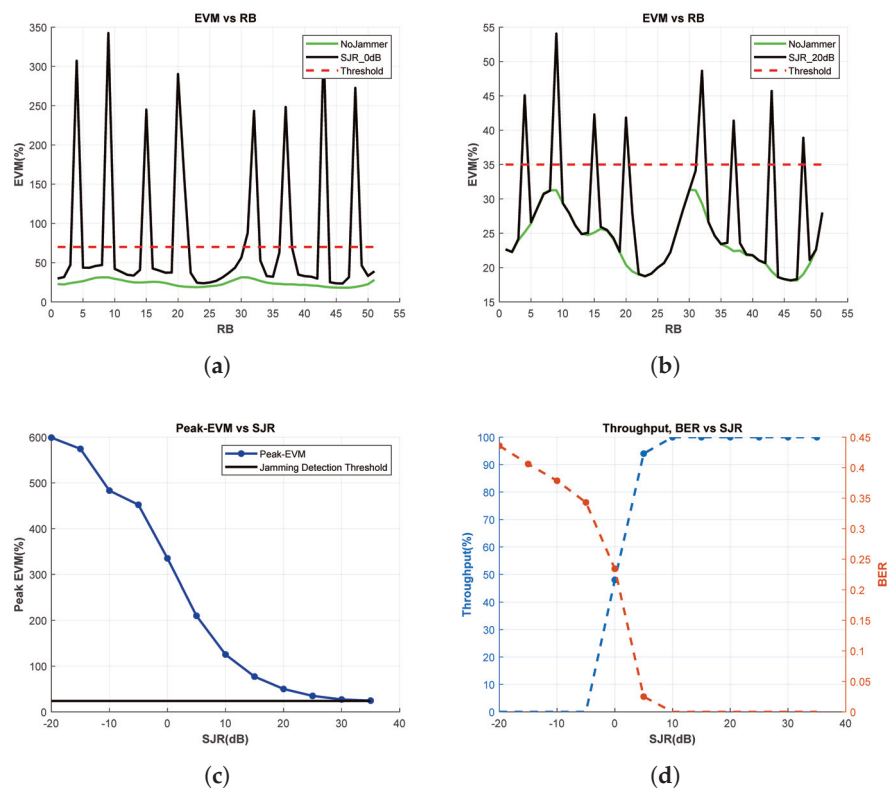 EVM vs RB
350
300
250
200
150
100
50
0
EVM(%)
NoJammer
SJR_0dB
Threshold
0 5 10 15 20 25 30 35 40 45 50 55
RB
(a)
EVM vs RB
55
50
45
40
35
30
25
20
15
EVM(%)
NoJammer
SJR_20dB
Threshold
0 5 10 15 20 25 30 35 40 45 50 55
RB
(b)
Peak-EVM vs SJR
600
500
400
300
200
100
0
Peak EVM(%)
Peak-EVM
Jamming Detection Threshold
-20 -10 0 10 20 30 40
SJR(dB)
(c)
Throughput, BER vs SJR
100
90
80
70
60
50
40
30
20
10
0
Throughput(%)
0.45
0.4
0.35
0.3
0.25
0.2
0.15
0.1
0.05
0
BER
-20 -10 0 10 20 30 40
SJR(dB)
(d)